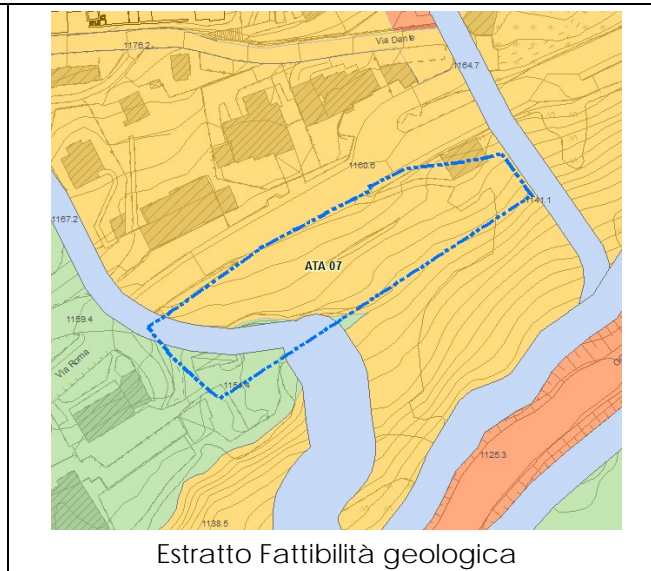 1176.2
Via Dante
1164.7
1160.6
1141.1
1167.2
ATA 07
1159.4
Via Roma
1125.3
1138.5
Estratto Fattibilità geologica